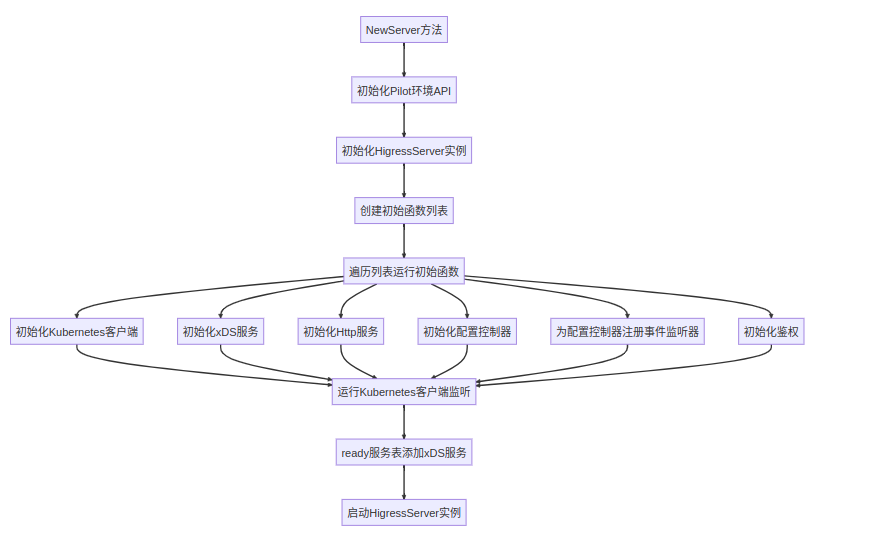 NewServer方法
初始化Pilot环境API
初始化HigressServer实例
创建初始函数列表
遍历列表运行初始函数
初始化Kubernetes客户端
初始化xDS服务
初始化Http服务
初始化配置控制器
为配置控制器注册事件监听器
初始化鉴权
运行Kubernetes客户端监听
ready服务表添加xDS服务
启动HigressServer实例